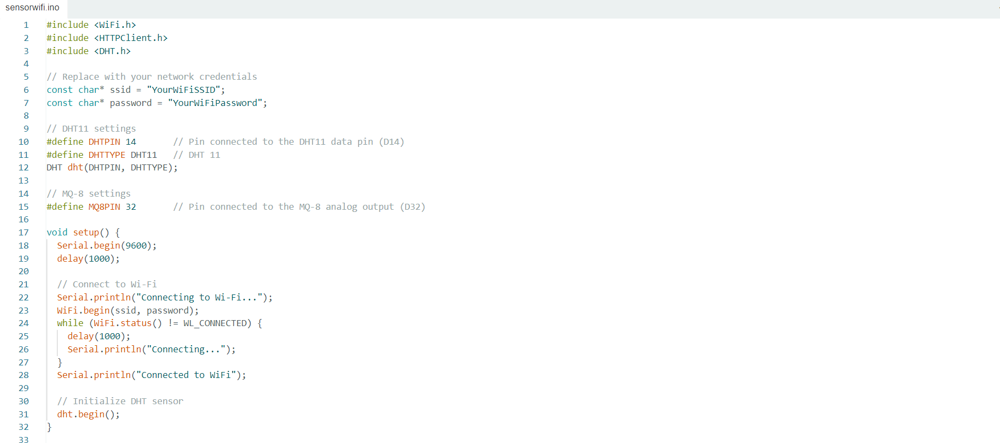 sensorwifi.ino
1 #include <WiFi.h>
2 #include <HTTPClient.h>
3 #include <DHT.h>
4
5 // Replace with your network credentials
6 const char* ssid = "YourWiFiSSID";
7 const char* password = "YourWiFiPassword";
8
9 // DHT11 settings
10 #define DHTPIN 14       // Pin connected to the DHT11 data pin (D14)
11 #define DHTTYPE DHT11   // DHT 11
12 DHT dht(DHTPIN, DHTTYPE);
13
14 // MQ-8 settings
15 #define MQ8PIN 32       // Pin connected to the MQ-8 analog output (D32)
16
17 void setup() {
18   Serial.begin(9600);
19   delay(1000);
20
21   // Connect to Wi-Fi
22   Serial.println("Connecting to Wi-Fi...");
23   WiFi.begin(ssid, password);
24   while (WiFi.status() != WL_CONNECTED) {
25     delay(1000);
26     Serial.println("Connecting...");
27   }
28   Serial.println("Connected to WiFi");
29
30   // Initialize DHT sensor
31   dht.begin();
32 }
33